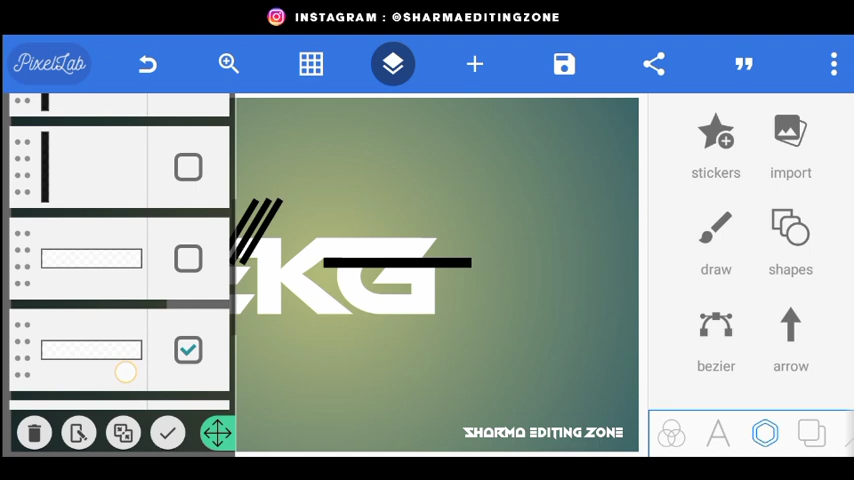 INSTAGRAM : @SHARMAEDITINGZONE
PixelLab
stickers import
KG
draw shapes
bezier arrow
SHARMA EDITING ZONE